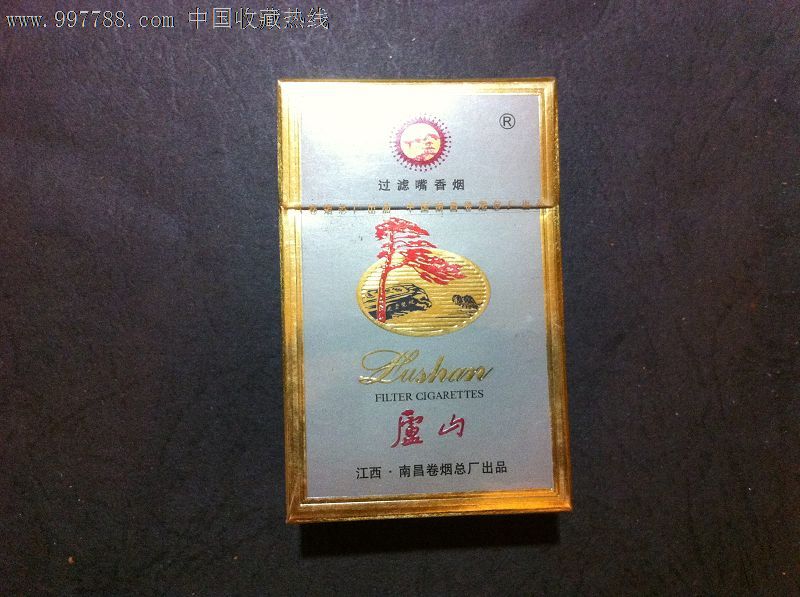 www.997788.com 中国收藏热线
®
过滤嘴香烟
Lushan
FILTER CIGARETTES
廬山
江西·南昌卷烟总厂出品